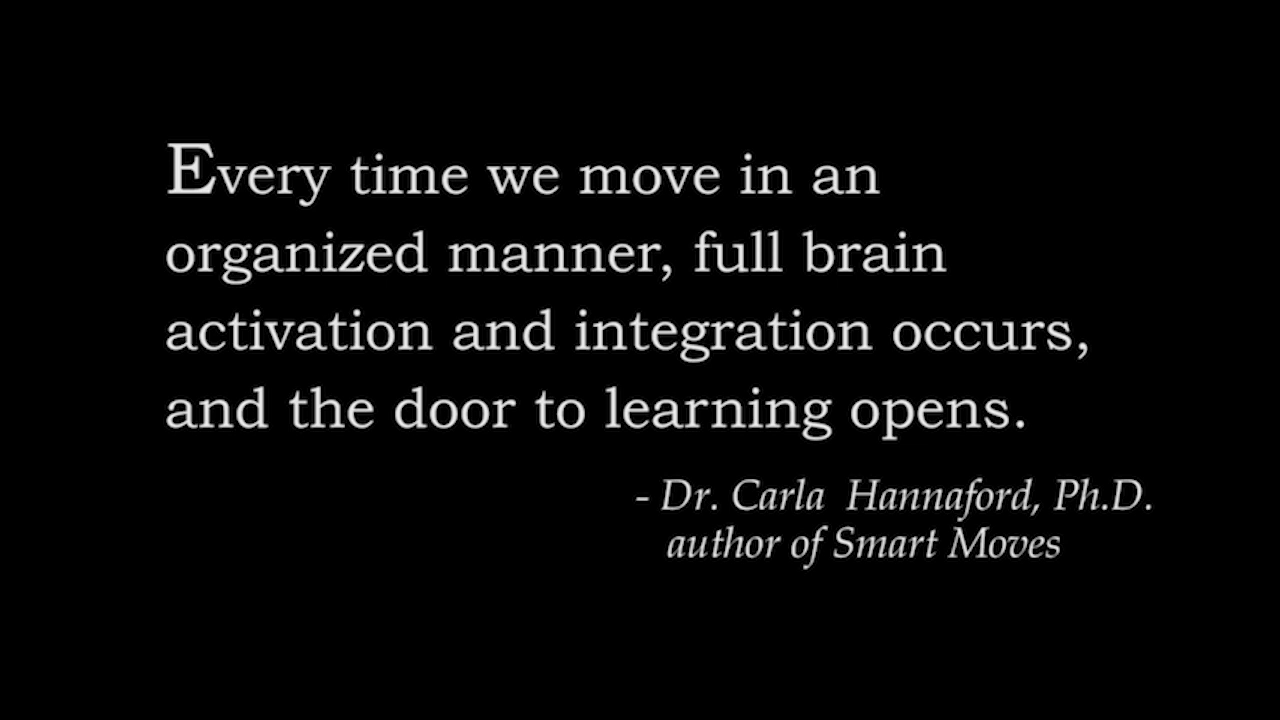 Every time we move in an
organized manner, full brain
activation and integration occurs,
and the door to learning opens.
- Dr. Carla Hannaford, Ph.D.
author of Smart Moves